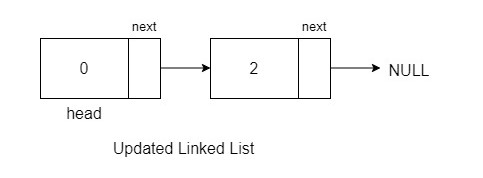 next next
0 2 NULL
head
Updated Linked List